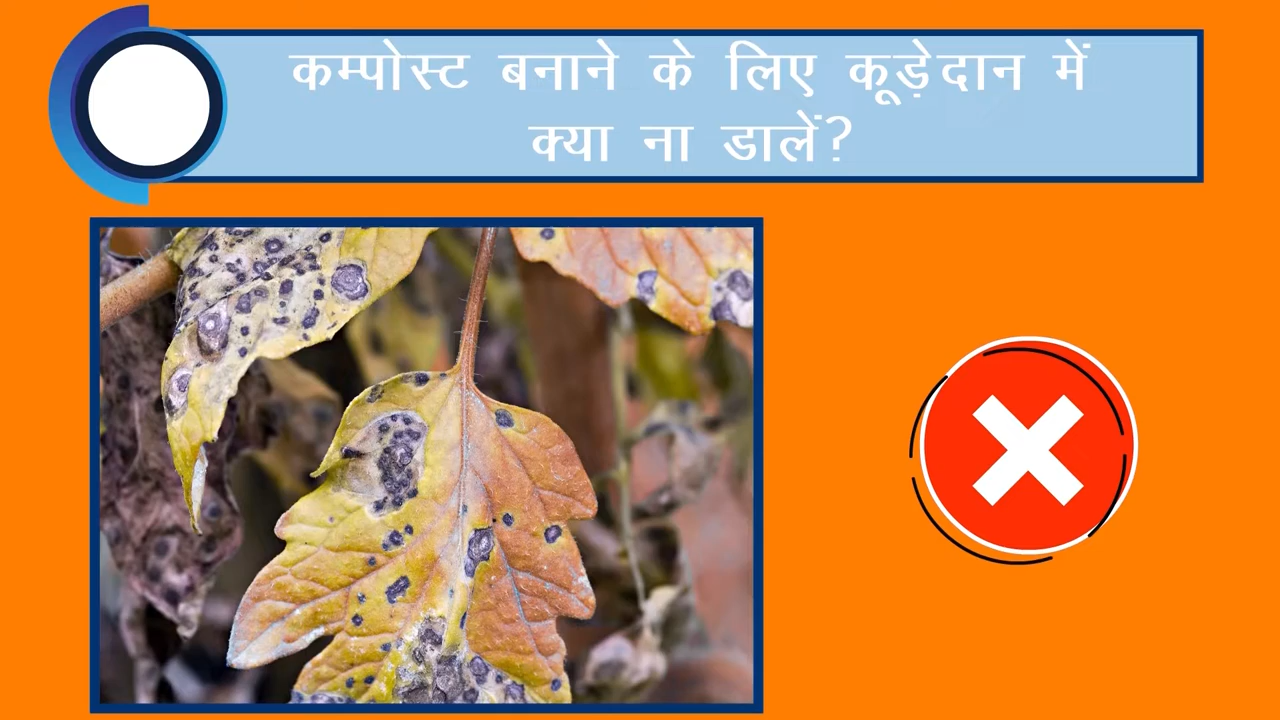 कम्पोस्ट बनाने के लिए कूड़ेदान में
क्या ना डालें?